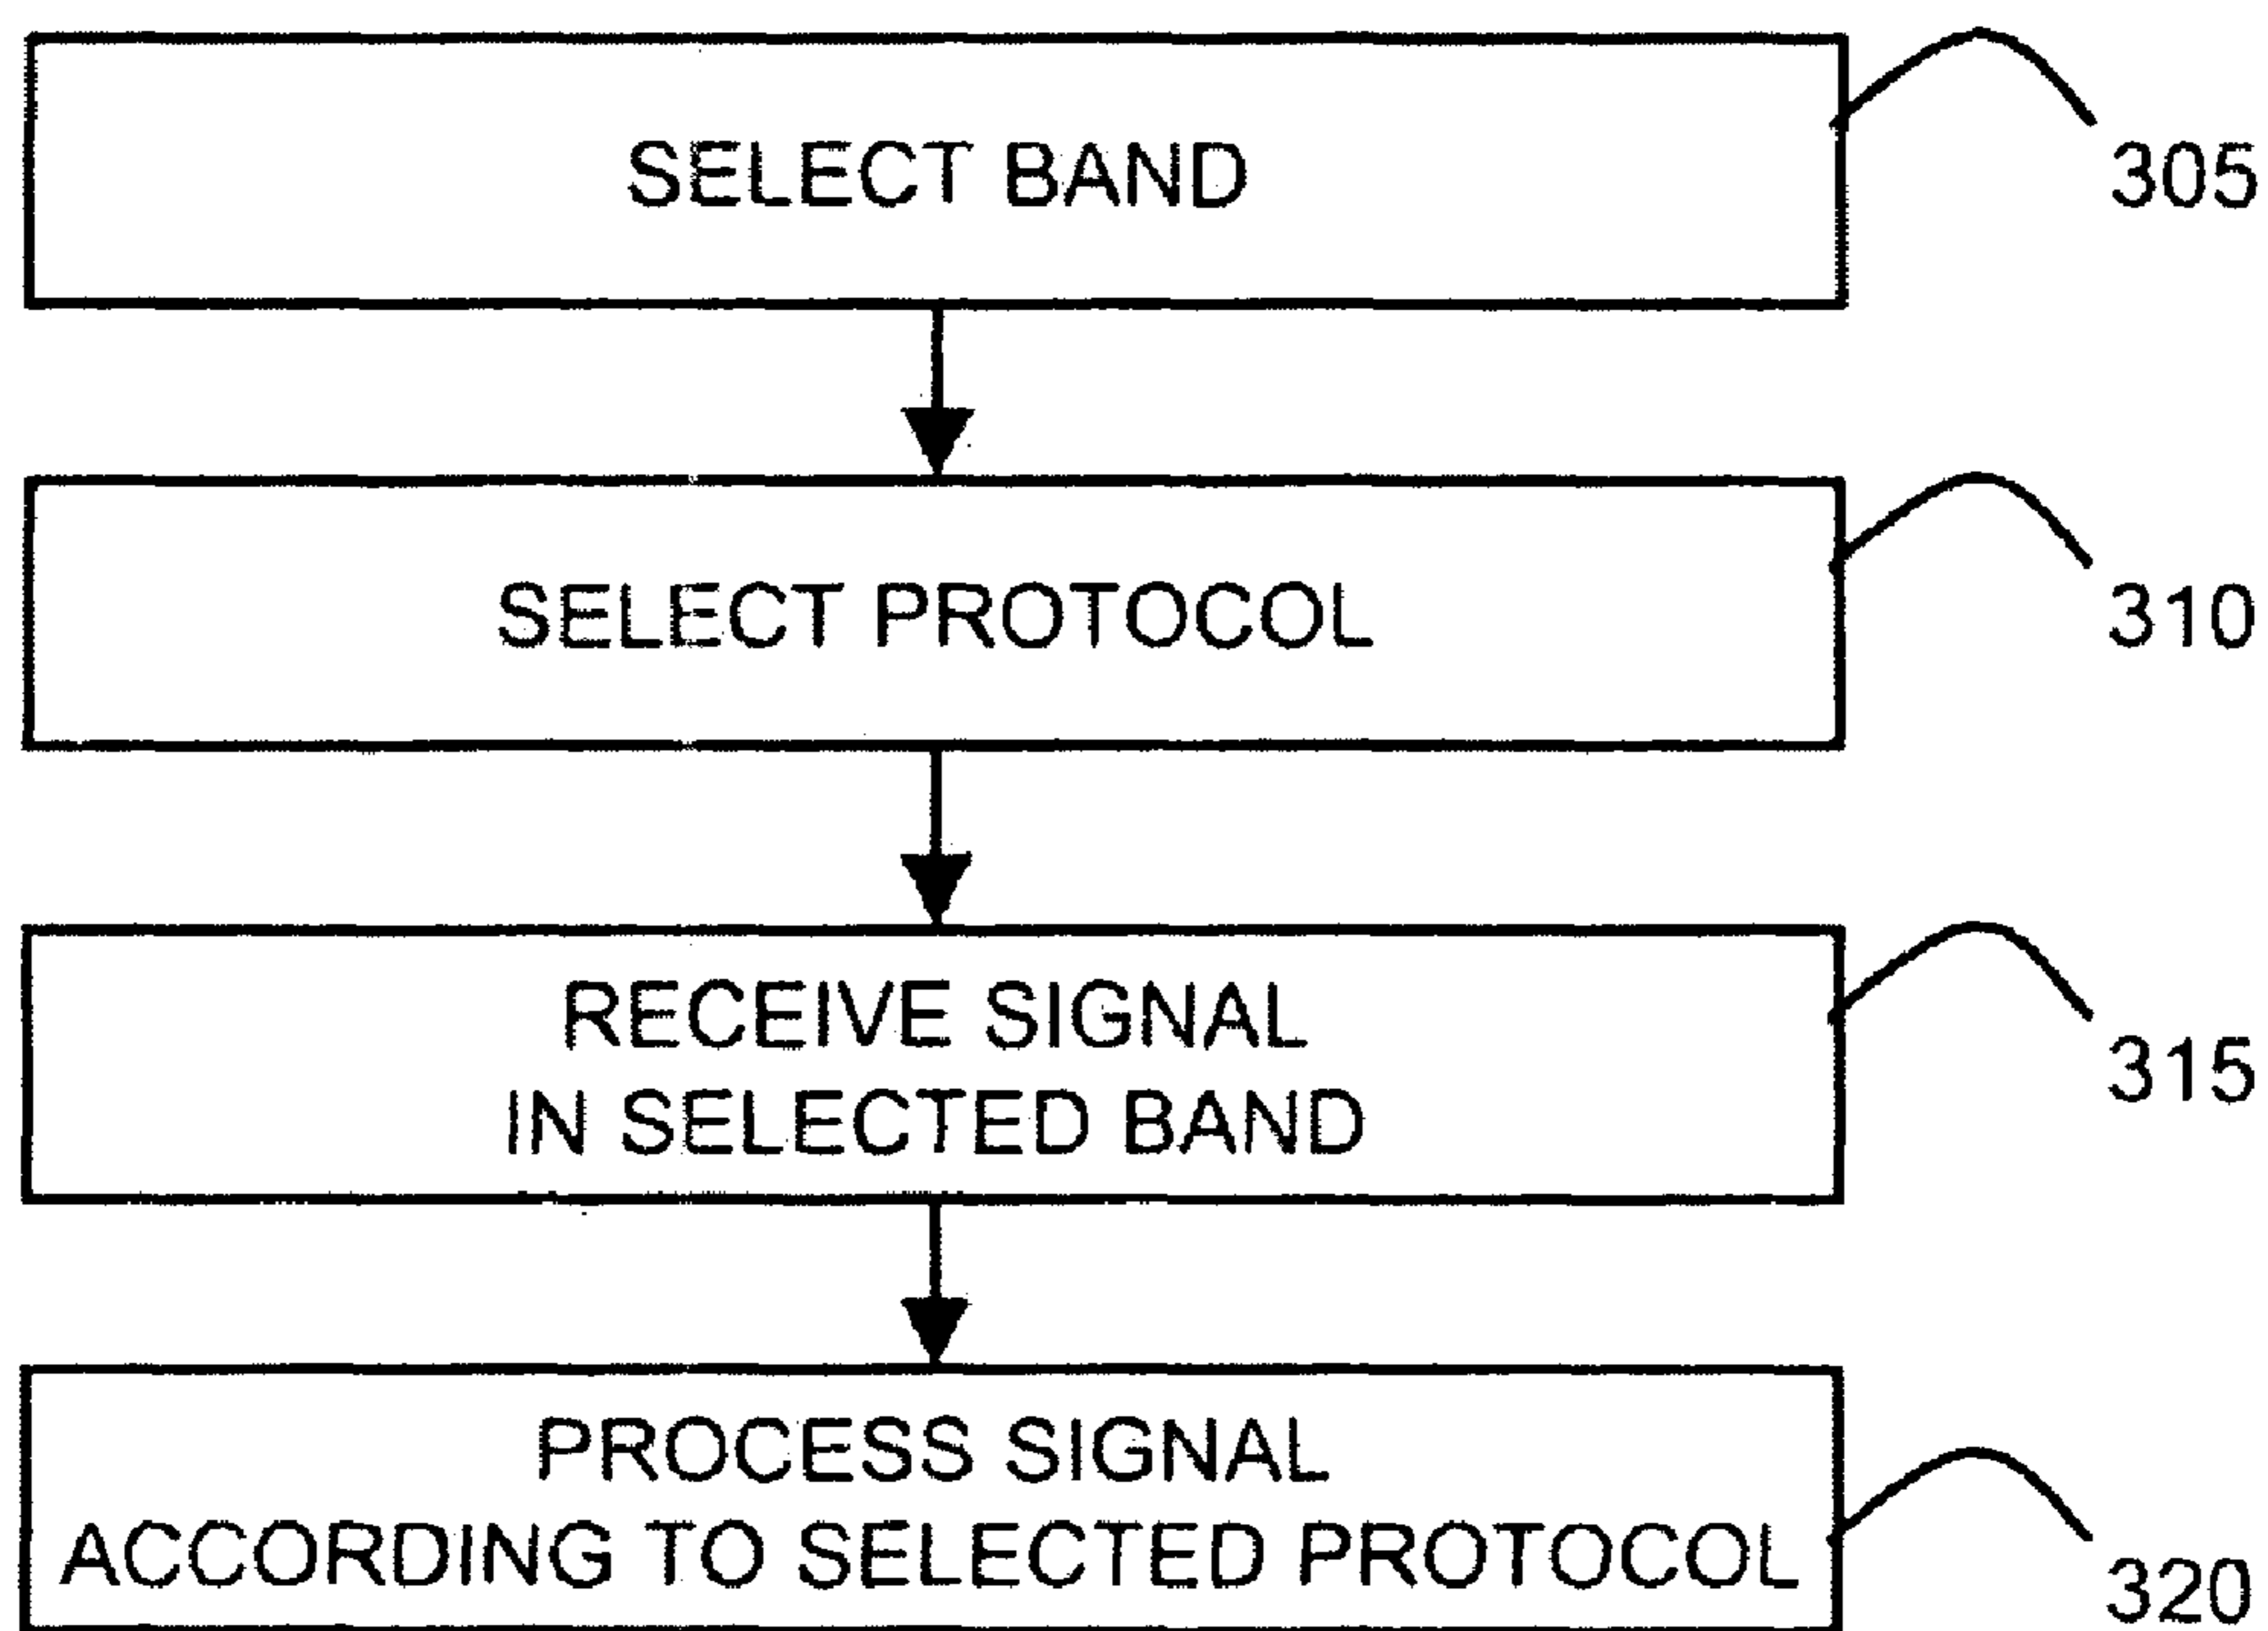 SELECT BAND
305
SELECT PROTOCOL
310
RECEIVE SIGNAL
IN SELECTED BAND
315
PROCESS SIGNAL
ACCORDING TO SELECTED PROTOCOL
320